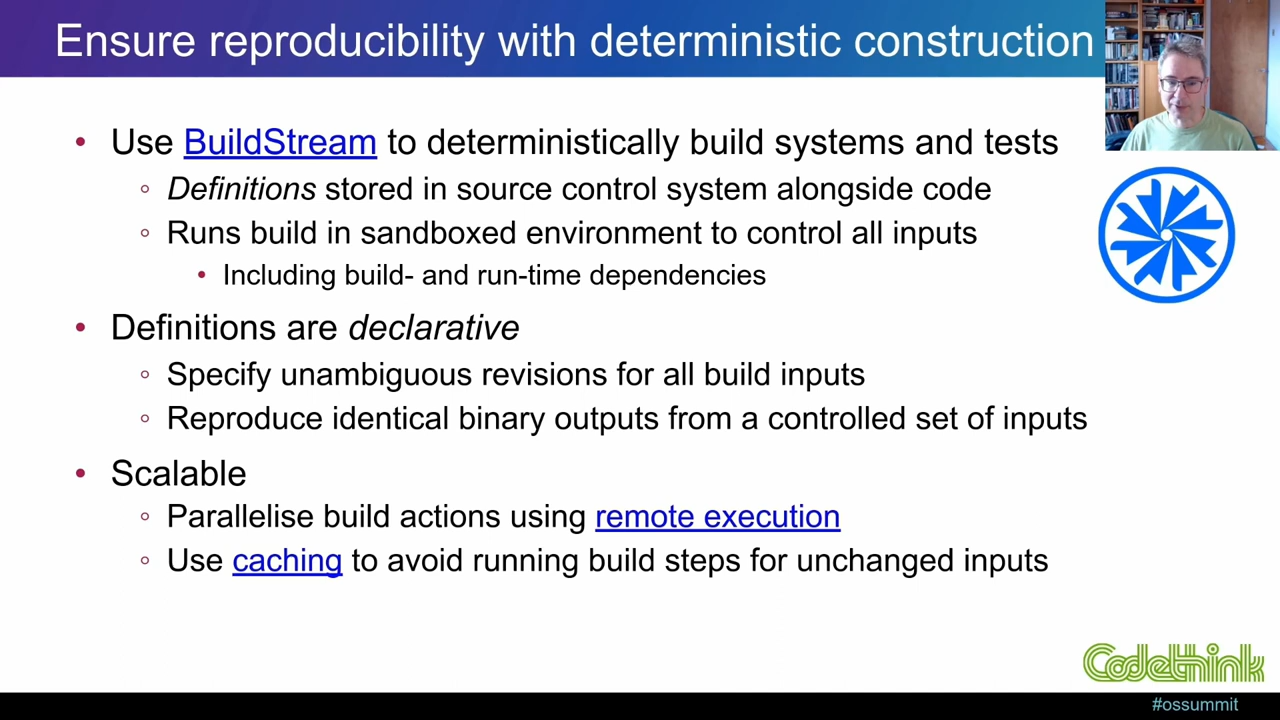 Ensure reproducibility with deterministic construction
• Use BuildStream to deterministically build systems and tests
◦ Definitions stored in source control system alongside code
◦ Runs build in sandboxed environment to control all inputs
• Including build- and run-time dependencies
• Definitions are declarative
◦ Specify unambiguous revisions for all build inputs
◦ Reproduce identical binary outputs from a controlled set of inputs
• Scalable
◦ Parallelise build actions using remote execution
◦ Use caching to avoid running build steps for unchanged inputs
Codethink
#ossummit